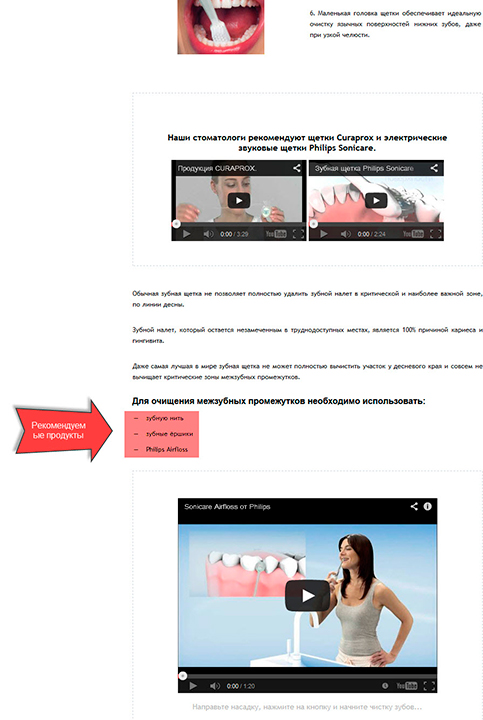 6. Маленькая головка щетки обеспечивает идеальную
очистку язычных поверхностей нижних зубов, даже
при узкой челюсти.
Наши стоматологи рекомендуют щетки Curaprox и электрические
звуковые щетки Philips Sonicare.
Продукция CURAPROX.
0:00 / 3:29
YouTube
Зубная щетка Philips Sonicare
0:00 / 2:24
YouTube
Обычная зубная щетка не позволяет полностью удалить зубной налет в критической и наиболее важной зоне,
по линии десны.
Зубной налет, который остается незамеченным в труднодоступных местах, является 100% причиной кариеса и
гингивита.
Даже самая лучшая в мире зубная щетка не может полностью вычистить участок у десневого края и совсем не
вычищает критические зоны межзубных промежутков.
Для очищения межзубных промежутков необходимо использовать:
Рекомендуем
ые продукты
— зубную нить
— зубные ёршики
— Philips Airfloss
Sonicare Airfloss от Philips
0:00 / 1:20
YouTube
Направьте насадку, нажмите на кнопку и начните чистку зубов...